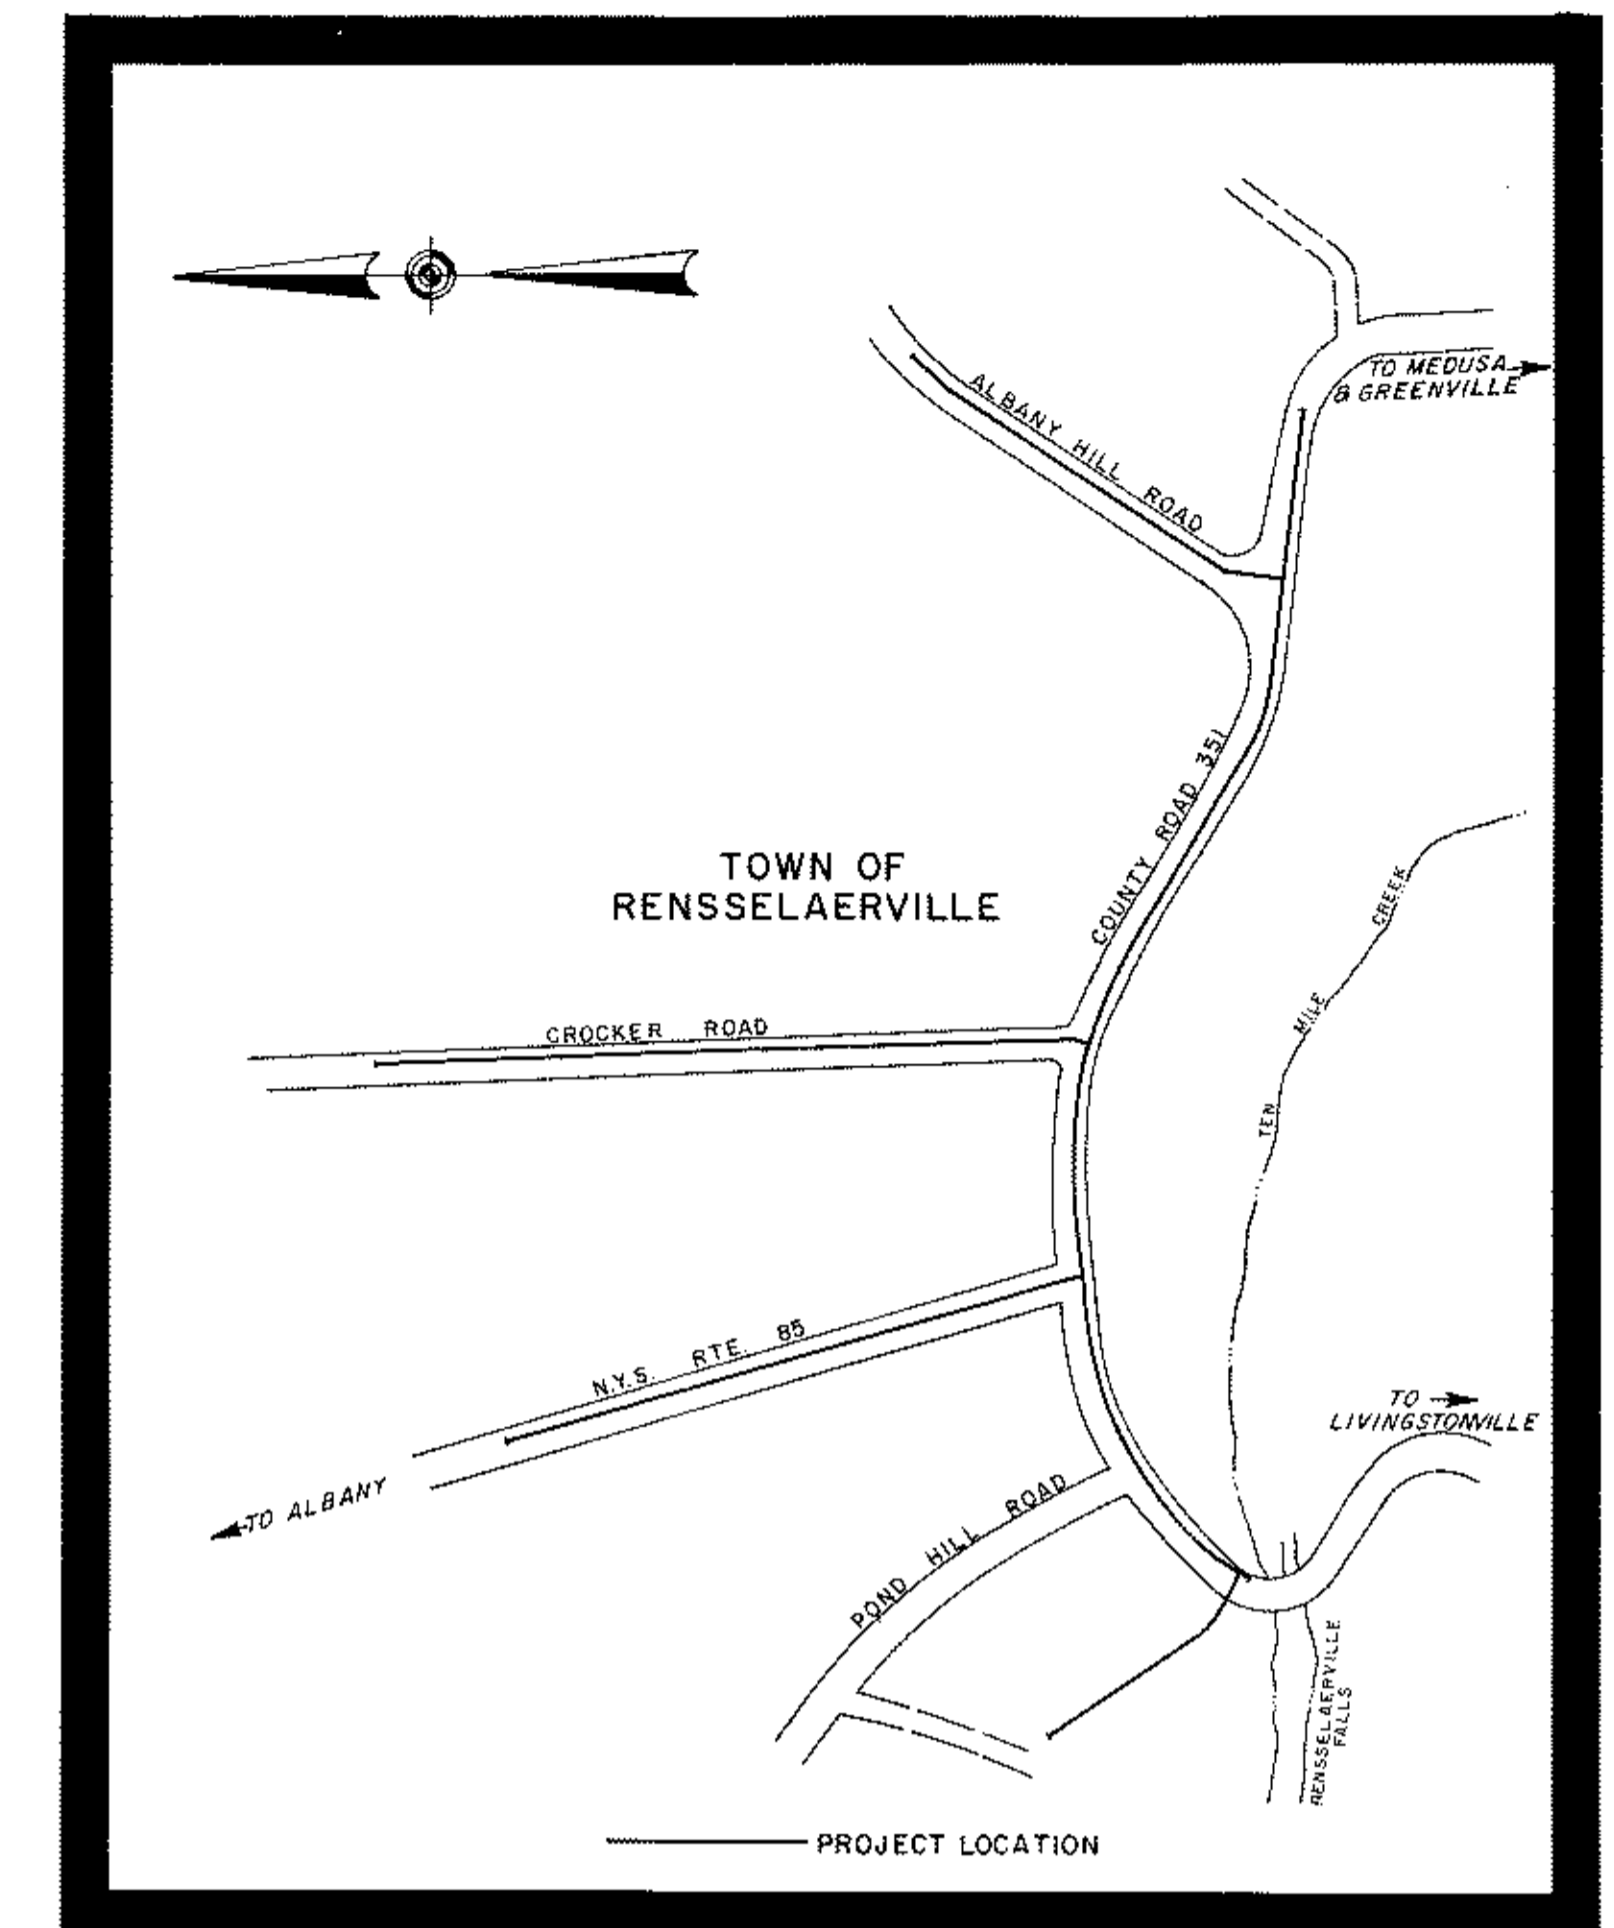 TO MEDUSA
& GREENVILLE
ALBANY HILL ROAD
COUNTY ROAD 351
TOWN OF
RENSSELAERVILLE
CREEK
MILE
TEN
CROCKER ROAD
N.Y.S. RTE. 85
TO
LIVINGSTONVILLE
TO ALBANY
POND HILL ROAD
RENSSELAERVILLE
FALLS
PROJECT LOCATION